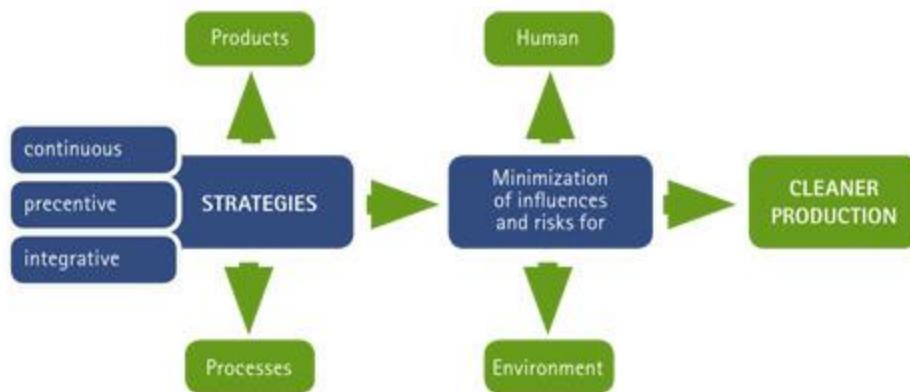 Products
Human
continuous
precentive
integrative
STRATEGIES
Minimization
of influences
and risks for
CLEANER
PRODUCTION
Processes
Environment